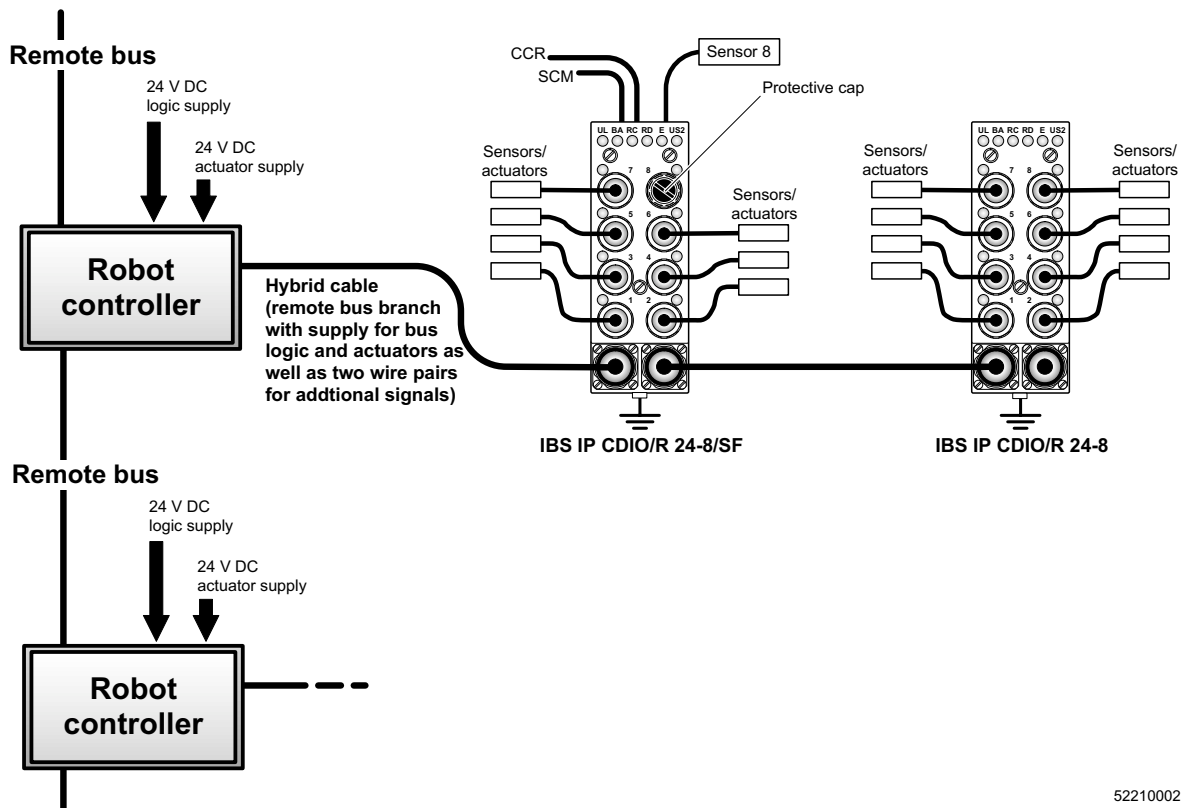 Remote bus
24 V DC
logic supply
24 V DC
actuator supply
Robot
controller
Hybrid cable
(remote bus branch
with supply for bus
logic and actuators as
well as two wire pairs
for addtional signals)
CCR
SCM
Sensor 8
Protective cap
UL BA RC RD E US2
Sensors/
actuators
7 8
5 6
3 4
1 2
Sensors/
actuators
IBS IP CDIO/R 24-8/SF
UL BA RC RD E US2
Sensors/
actuators
7 8
5 6
3 4
1 2
Sensors/
actuators
IBS IP CDIO/R 24-8
Remote bus
24 V DC
logic supply
24 V DC
actuator supply
Robot
controller
52210002